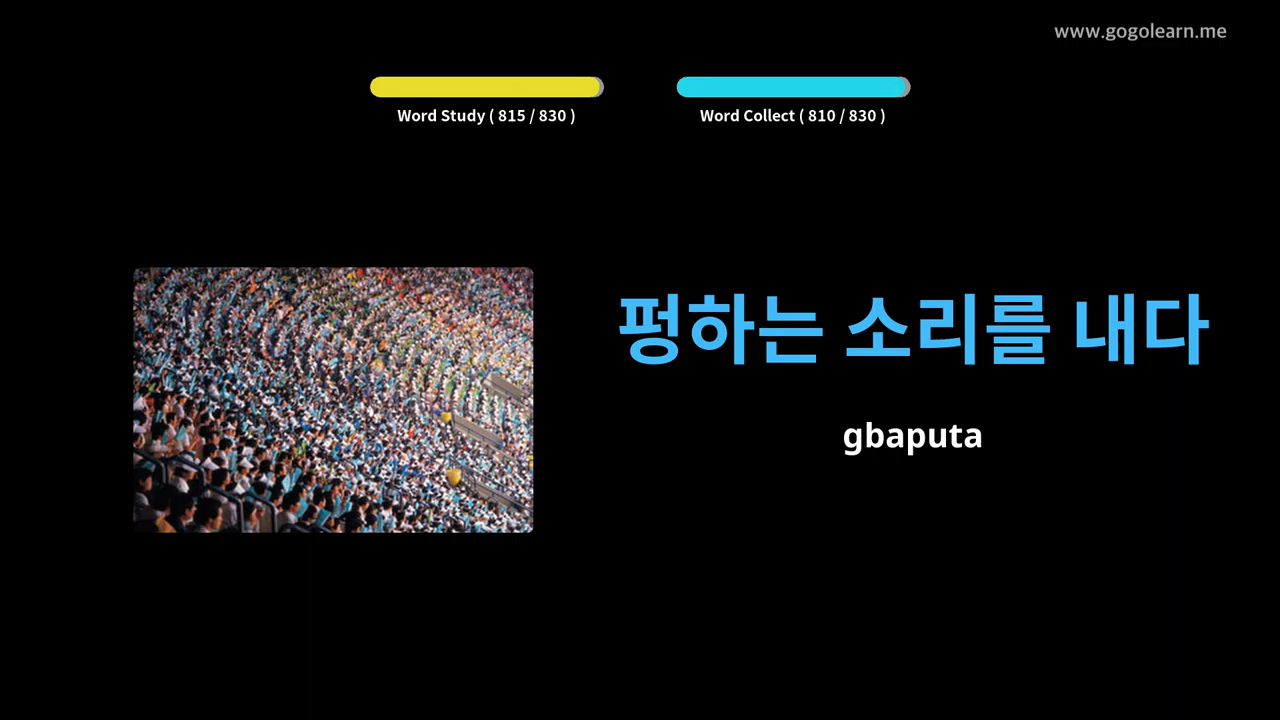 www.gogolearn.me
Word Study ( 815 / 830 )
Word Collect ( 810 / 830 )
펑하는 소리를 내다
gbaputa